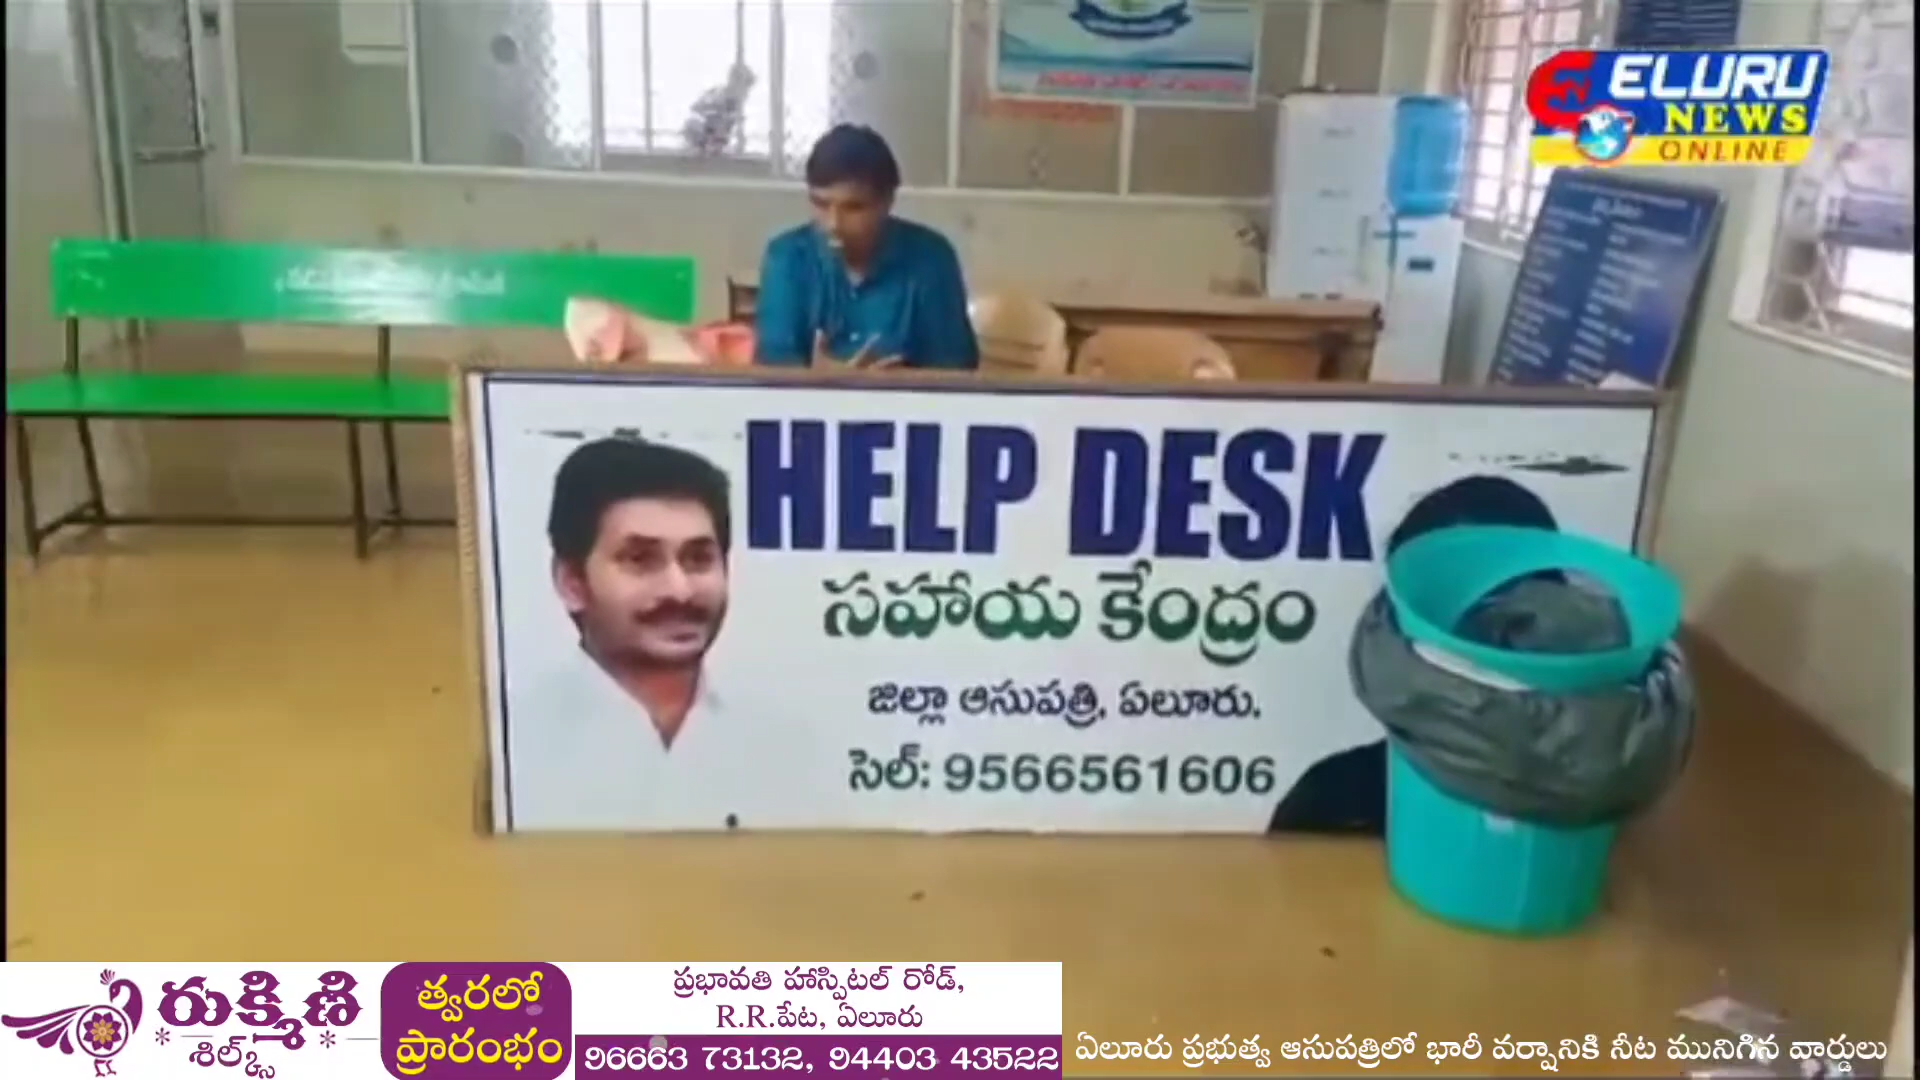 ELURU
NEWS
ONLINE
HELP DESK
సహాయ కేంద్రం
జిల్లా ఆసుపత్రి, ఏలూరు.
సెల్: 9566561606
రుక్మిణి
శిల్క్స్
త్వరలో
ప్రారంభం
ప్రభావతి హాస్పిటల్ రోడ్,
R.R.పేట, ఏలూరు
96663 73132, 94403 43522
ఏలూరు ప్రభుత్వ ఆసుపత్రిలో భారీ వర్షానికి నీట మునిగిన వార్డులు